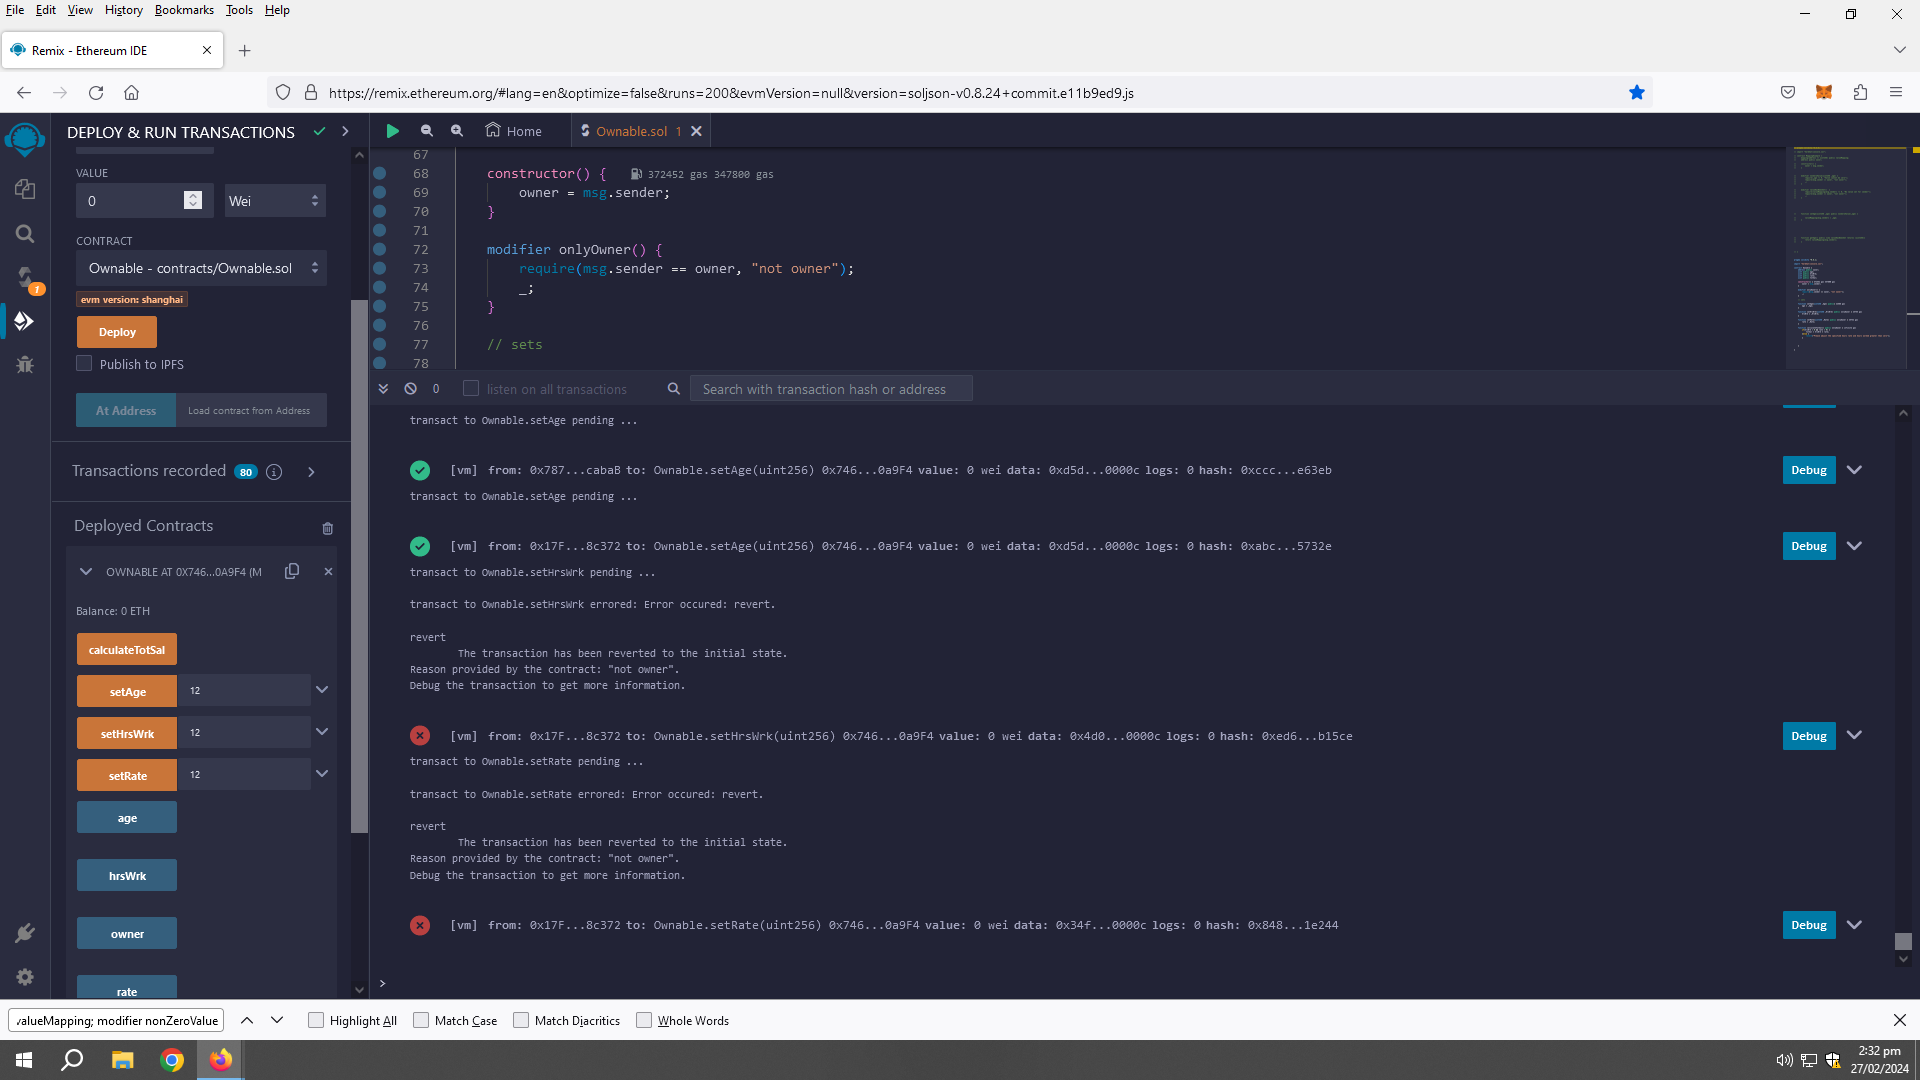 File Edit View History Bookmarks Tools Help
Remix - Ethereum IDE
https://remix.ethereum.org/#lang=en&optimize=false&runs=200&evmVersion=null&version=soljson-v0.8.24+commit.e11b9ed9.js
DEPLOY & RUN TRANSACTIONS
VALUE
0 Wei
CONTRACT
Ownable - contracts/Ownable.sol
1
evm version: shanghai
Deploy
Publish to IPFS
At Address Load contract from Address
Transactions recorded 80
Deployed Contracts
OWNABLE AT 0X746...0A9F4 (M
Balance: 0 ETH
calculateTotSal
setAge 12
setHrsWrk 12
setRate 12
age
hrsWrk
owner
rate
Home Ownable.sol 1
67
68 constructor() { 372452 gas 347800 gas
69 owner = msg.sender;
70 }
71
72 modifier onlyOwner() {
73 require(msg.sender == owner, "not owner");
74 _;
75 }
76
77 // sets
78
0 listen on all transactions Search with transaction hash or address
transact to Ownable.setAge pending ...
[vm] from: 0x787...cabaB to: Ownable.setAge(uint256) 0x746...0a9F4 value: 0 wei data: 0xd5d...0000c logs: 0 hash: 0xccc...e63eb Debug
transact to Ownable.setAge pending ...
[vm] from: 0x17F...8c372 to: Ownable.setAge(uint256) 0x746...0a9F4 value: 0 wei data: 0xd5d...0000c logs: 0 hash: 0xabc...5732e Debug
transact to Ownable.setHrsWrk pending ...
transact to Ownable.setHrsWrk errored: Error occured: revert.
revert
The transaction has been reverted to the initial state.
Reason provided by the contract: "not owner".
Debug the transaction to get more information.
[vm] from: 0x17F...8c372 to: Ownable.setHrsWrk(uint256) 0x746...0a9F4 value: 0 wei data: 0x4d0...0000c logs: 0 hash: 0xed6...b15ce Debug
transact to Ownable.setRate pending ...
transact to Ownable.setRate errored: Error occured: revert.
revert
The transaction has been reverted to the initial state.
Reason provided by the contract: "not owner".
Debug the transaction to get more information.
[vm] from: 0x17F...8c372 to: Ownable.setRate(uint256) 0x746...0a9F4 value: 0 wei data: 0x34f...0000c logs: 0 hash: 0x848...1e244 Debug
>
valueMapping; modifier nonZeroValue Highlight All Match Case Match Diacritics Whole Words
2:32 pm
27/02/2024